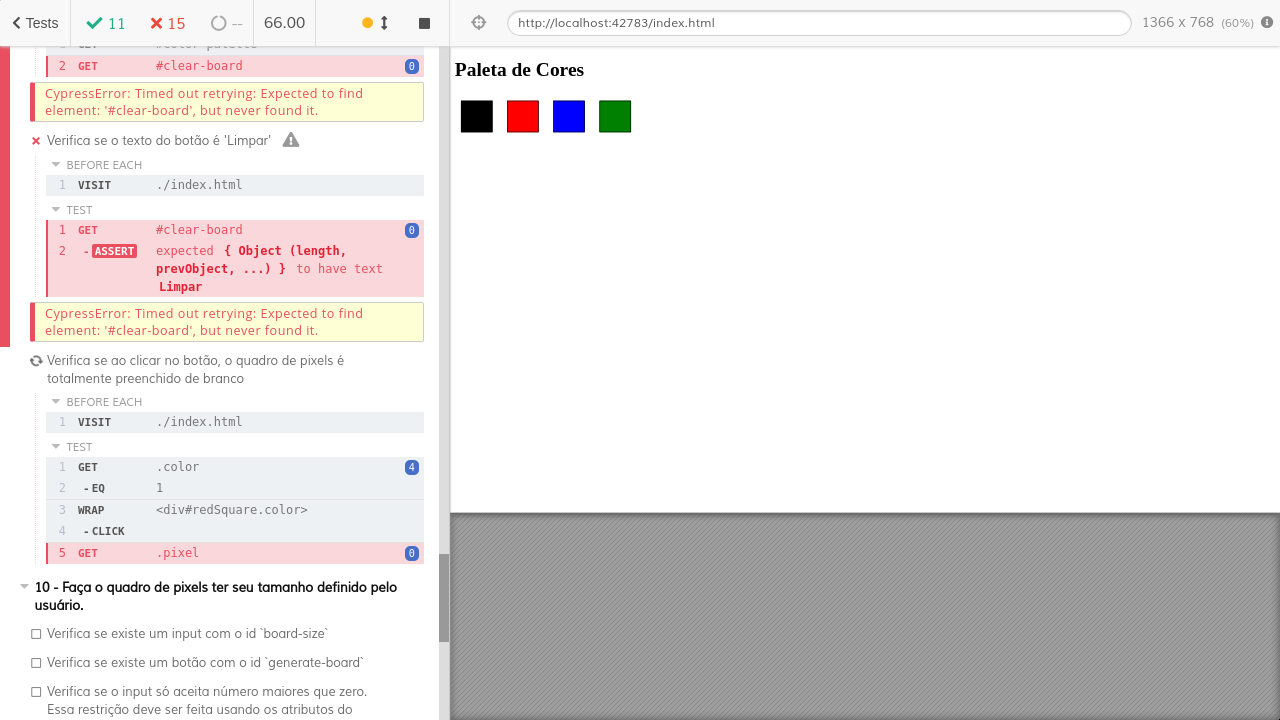 Tests 11 15 -- 66.00
http://localhost:42783/index.html 1366 x 768 (60%)
1 GET #color-palette
2 GET #clear-board 0
CypressError: Timed out retrying: Expected to find
element: '#clear-board', but never found it.
Verifica se o texto do botão é 'Limpar'
BEFORE EACH
1 VISIT ./index.html
TEST
1 GET #clear-board 0
2 -ASSERT expected { Object (length,
prevObject, ...) } to have text
Limpar
CypressError: Timed out retrying: Expected to find
element: '#clear-board', but never found it.
Verifica se ao clicar no botão, o quadro de pixels é
totalmente preenchido de branco
BEFORE EACH
1 VISIT ./index.html
TEST
1 GET .color 4
2 -EQ 1
3 WRAP <div#redSquare.color>
4 -CLICK
5 GET .pixel 0
10 - Faça o quadro de pixels ter seu tamanho definido pelo
usuário.
Verifica se existe um input com o id `board-size`
Verifica se existe um botão com o id `generate-board`
Verifica se o input só aceita número maiores que zero.
Essa restrição deve ser feita usando os atributos do
Paleta de Cores